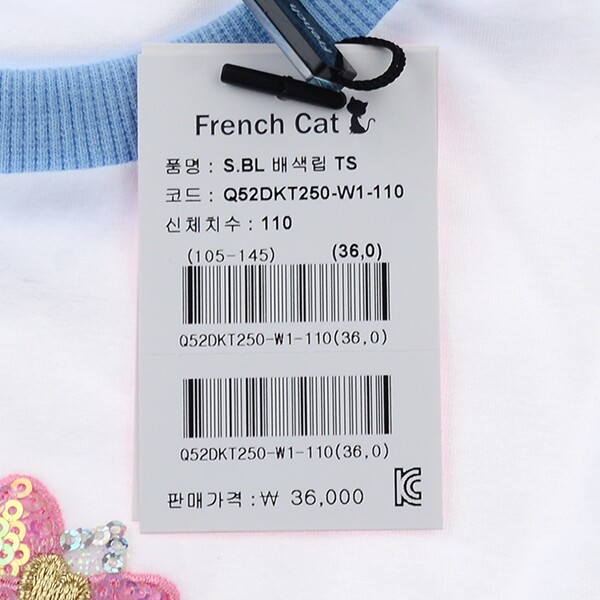 French Cat
품명 : S.BL 배색립 TS
코드 : Q52DKT250-W1-110
신체치수 : 110
(105-145) (36,0)
Q52DKT250-W1-110(36,0)
Q52DKT250-W1-110(36,0)
판매가격 :₩ 36,000